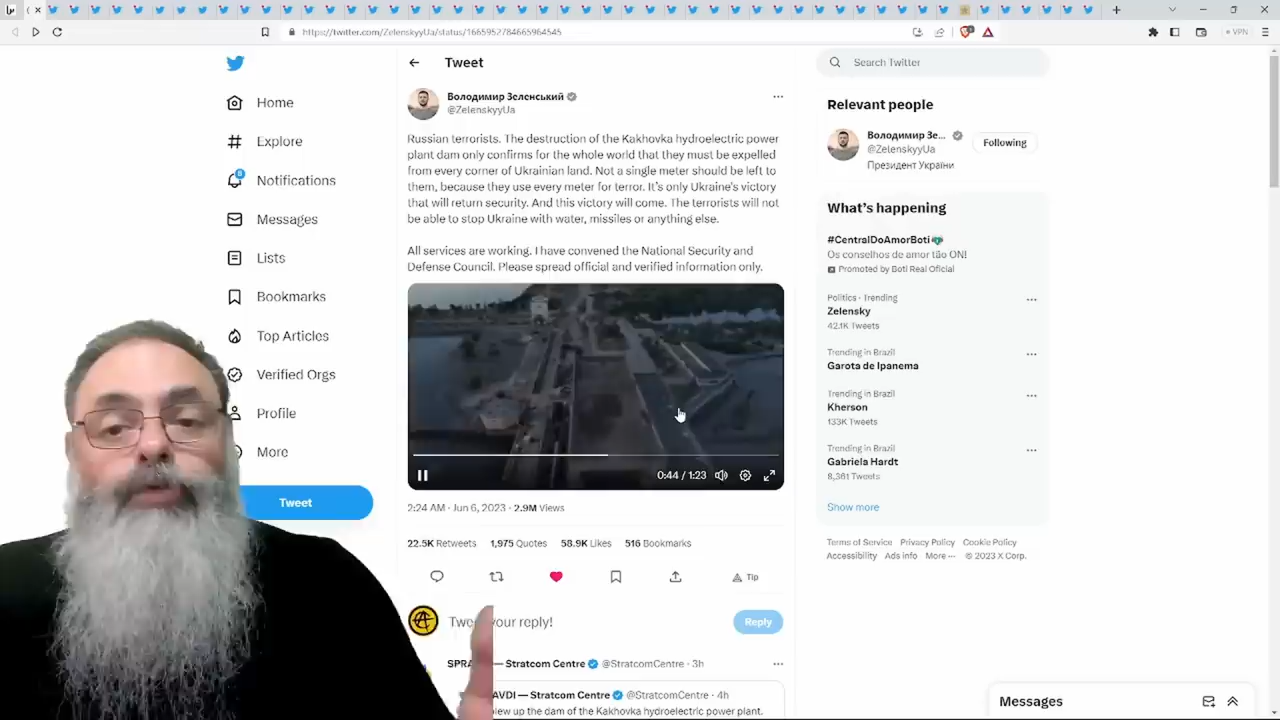 https://twitter.com/ZelenskyyUa/status/1665952784665964545
VPN
Home
Explore
8
Notifications
Messages
Lists
Bookmarks
Top Articles
Verified Orgs
Profile
More
Tweet
Tweet
Володимир Зеленський
@ZelenskyyUa
Russian terrorists. The destruction of the Kakhovka hydroelectric power
plant dam only confirms for the whole world that they must be expelled
from every corner of Ukrainian land. Not a single meter should be left to
them, because they use every meter for terror. It's only Ukraine's victory
that will return security. And this victory will come. The terrorists will not
be able to stop Ukraine with water, missiles or anything else.
All services are working. I have convened the National Security and
Defense Council. Please spread official and verified information only.
0:44 / 1:23
2:24 AM · Jun 6, 2023 · 2.9M Views
22.5K Retweets 1,975 Quotes 58.9K Likes 516 Bookmarks
Tip
Tweet your reply!
Reply
— Stratcom Centre @StratcomCentre · 3h
AVDI — Stratcom Centre @StratcomCentre · 4h
blew up the dam of the Kakhovka hydroelectric power plant.
Search Twitter
Relevant people
Володимир Зе...
@ZelenskyyUa
Following
Президент України
What's happening
#CentralDoAmorBoti
Os conselhos de amor tão ON!
Promoted by Boti Real Oficial
Politics · Trending
Zelensky
42.1K Tweets
Trending in Brazil
Garota de Ipanema
Trending in Brazil
Kherson
133K Tweets
Trending in Brazil
Gabriela Hardt
8,361 Tweets
Show more
Terms of Service Privacy Policy Cookie Policy
Accessibility Ads info More ··· © 2023 X Corp.
Messages